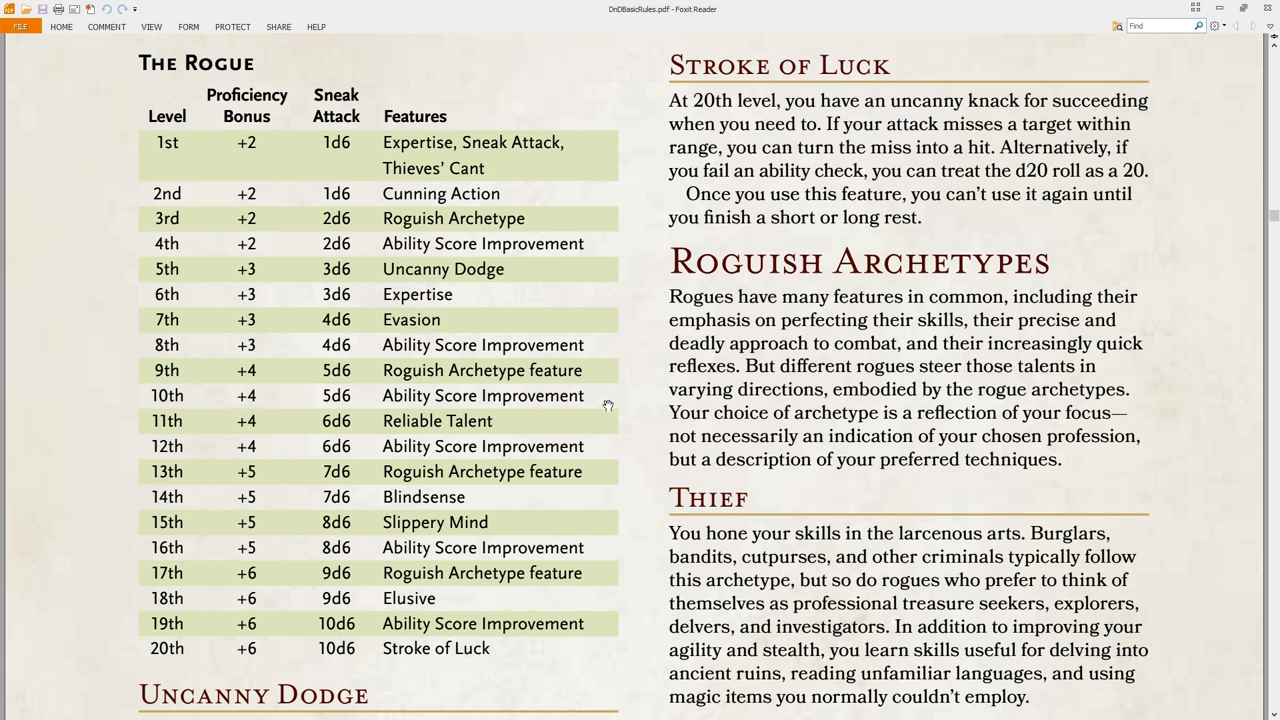 DnDBasicRules.pdf - Foxit Reader
FILE HOME COMMENT VIEW FORM PROTECT SHARE HELP
Find
THE ROGUE
Proficiency Sneak
Level Bonus Attack Features
1st +2 1d6 Expertise, Sneak Attack,
Thieves’ Cant
2nd +2 1d6 Cunning Action
3rd +2 2d6 Roguish Archetype
4th +2 2d6 Ability Score Improvement
5th +3 3d6 Uncanny Dodge
6th +3 3d6 Expertise
7th +3 4d6 Evasion
8th +3 4d6 Ability Score Improvement
9th +4 5d6 Roguish Archetype feature
10th +4 5d6 Ability Score Improvement
11th +4 6d6 Reliable Talent
12th +4 6d6 Ability Score Improvement
13th +5 7d6 Roguish Archetype feature
14th +5 7d6 Blindsense
15th +5 8d6 Slippery Mind
16th +5 8d6 Ability Score Improvement
17th +6 9d6 Roguish Archetype feature
18th +6 9d6 Elusive
19th +6 10d6 Ability Score Improvement
20th +6 10d6 Stroke of Luck
UNCANNY DODGE
STROKE OF LUCK
At 20th level, you have an uncanny knack for succeeding
when you need to. If your attack misses a target within
range, you can turn the miss into a hit. Alternatively, if
you fail an ability check, you can treat the d20 roll as a 20.
Once you use this feature, you can’t use it again until
you finish a short or long rest.
ROGUISH ARCHETYPES
Rogues have many features in common, including their
emphasis on perfecting their skills, their precise and
deadly approach to combat, and their increasingly quick
reflexes. But different rogues steer those talents in
varying directions, embodied by the rogue archetypes.
Your choice of archetype is a reflection of your focus—
not necessarily an indication of your chosen profession,
but a description of your preferred techniques.
THIEF
You hone your skills in the larcenous arts. Burglars,
bandits, cutpurses, and other criminals typically follow
this archetype, but so do rogues who prefer to think of
themselves as professional treasure seekers, explorers,
delvers, and investigators. In addition to improving your
agility and stealth, you learn skills useful for delving into
ancient ruins, reading unfamiliar languages, and using
magic items you normally couldn’t employ.